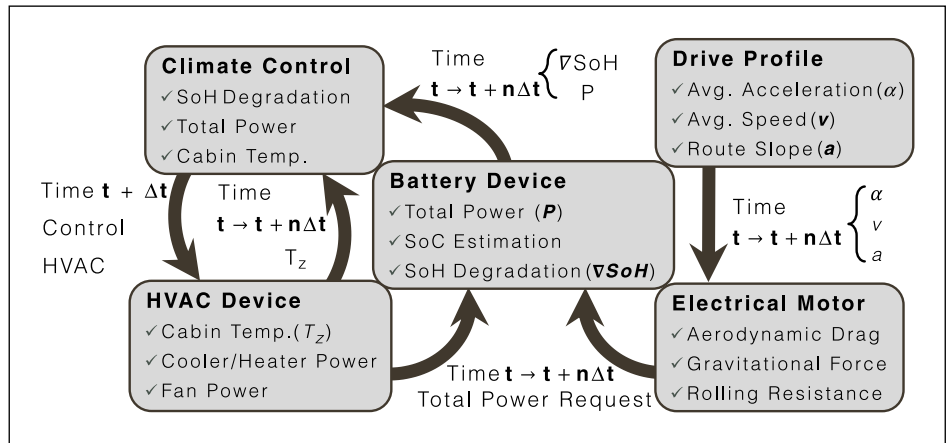 Climate Control
✓SoH Degradation
✓Total Power
✓Cabin Temp.
Time
t → t + nΔt { ∇SoH
P
Drive Profile
✓Avg. Acceleration(α)
✓Avg. Speed(v)
✓Route Slope(a)
Time t + Δt
Control
HVAC
Time
t → t + nΔt
T_z
Battery Device
✓Total Power (P)
✓SoC Estimation
✓SoH Degradation(∇SoH)
Time
t → t + nΔt { α
v
a
HVAC Device
✓Cabin Temp.(T_Z)
✓Cooler/Heater Power
✓Fan Power
Time t → t + nΔt
Total Power Request
Electrical Motor
✓Aerodynamic Drag
✓Gravitational Force
✓Rolling Resistance